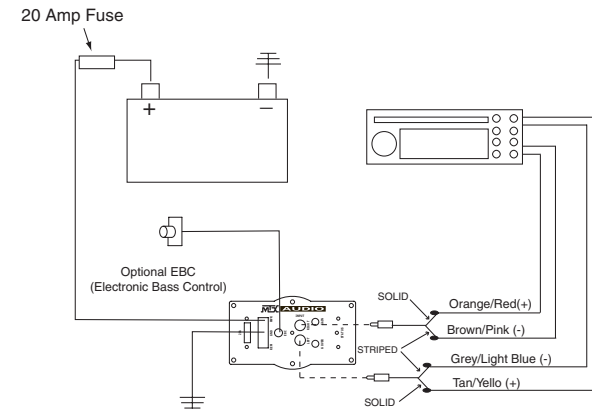 20 Amp Fuse
+
–
Optional EBC
(Electronic Bass Control)
MTX AUDIO
SOLID
Orange/Red(+)
Brown/Pink (-)
STRIPED
Grey/Light Blue (-)
Tan/Yello (+)
SOLID